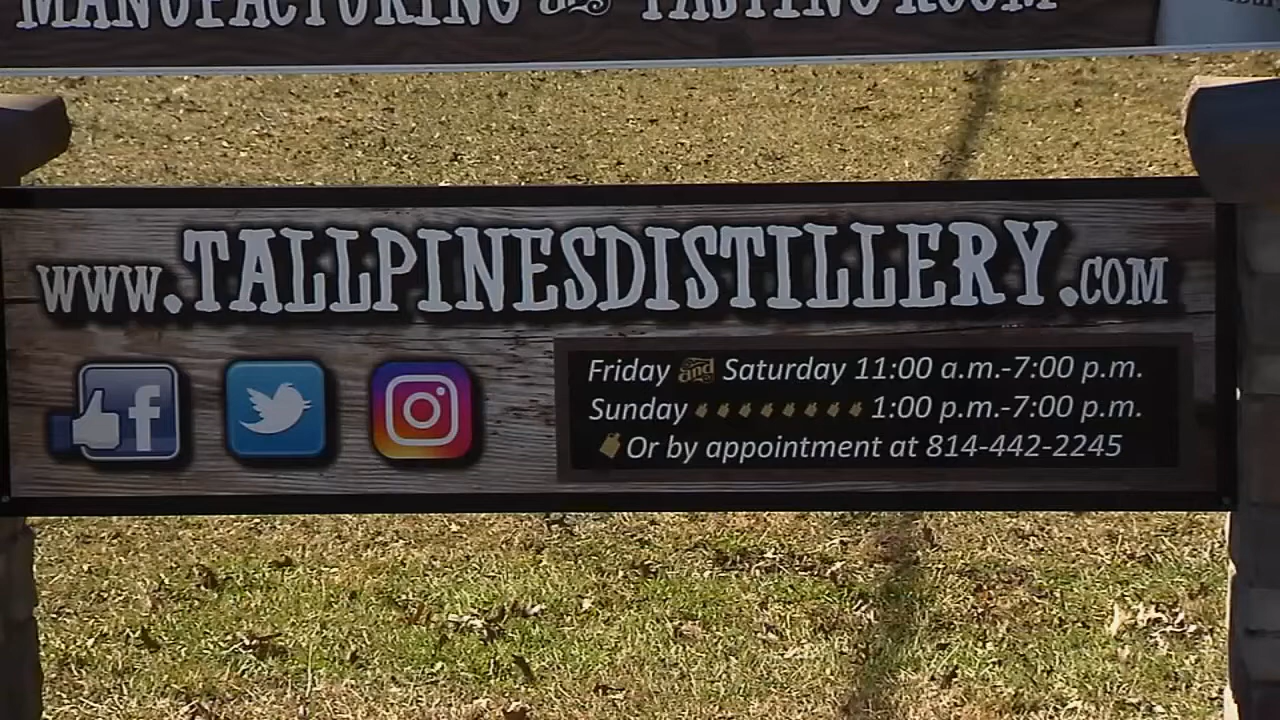 MANUFACTURING and TASTING ROOM
www.TALLPINESDISTILLERY.com
f
Friday and Saturday 11:00 a.m.-7:00 p.m.
Sunday 1:00 p.m.-7:00 p.m.
Or by appointment at 814-442-2245